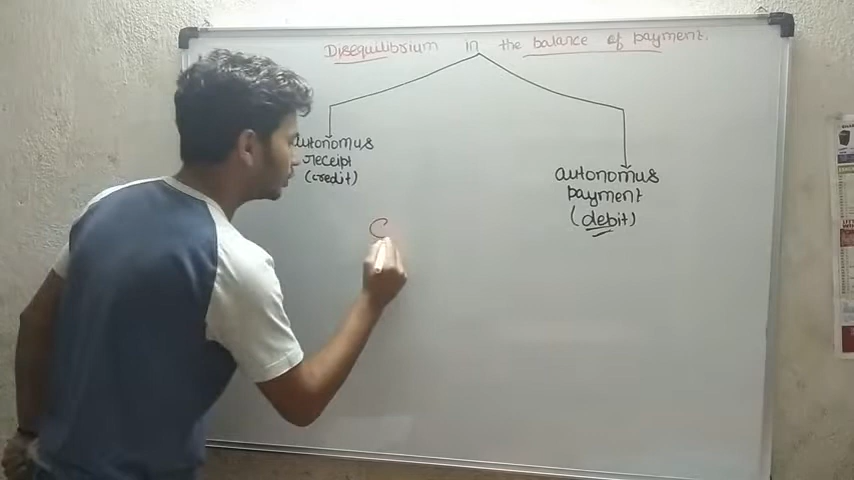 Disequilibrium in the balance of payment.
autonomus
receipt
(credit)
autonomus
payment
(debit)
C